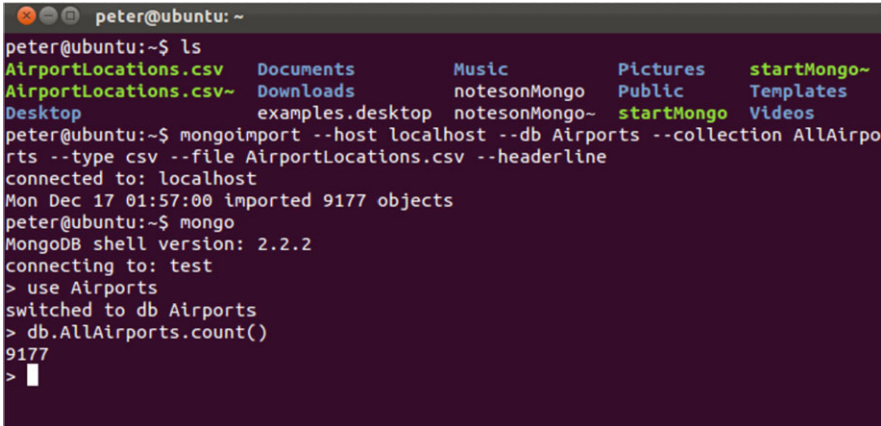 peter@ubuntu: ~
peter@ubuntu:~$ ls
AirportLocations.csv Documents Music Pictures startMongo~
AirportLocations.csv~ Downloads notesonMongo Public Templates
Desktop examples.desktop notesonMongo~ startMongo Videos
peter@ubuntu:~$ mongoimport --host localhost --db Airports --collection AllAirpo
rts --type csv --file AirportLocations.csv --headerline
connected to: localhost
Mon Dec 17 01:57:00 imported 9177 objects
peter@ubuntu:~$ mongo
MongoDB shell version: 2.2.2
connecting to: test
> use Airports
switched to db Airports
> db.AllAirports.count()
9177
>